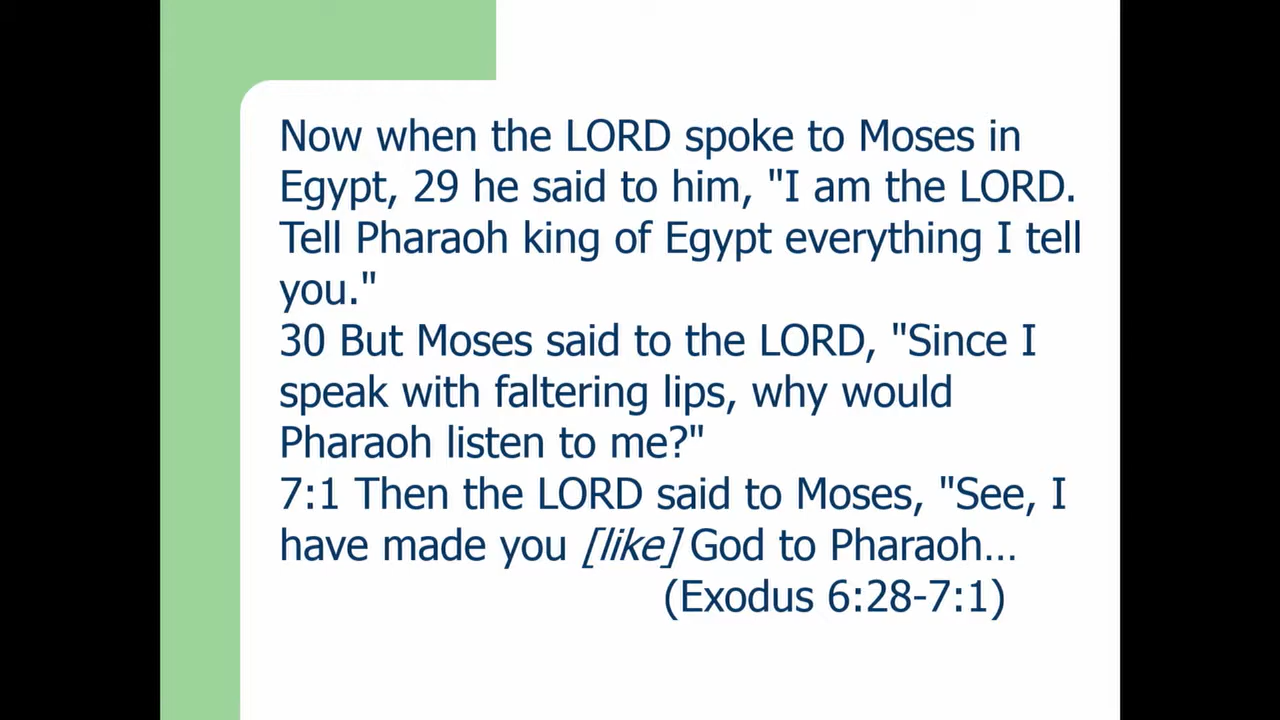 Now when the LORD spoke to Moses in
Egypt, 29 he said to him, "I am the LORD.
Tell Pharaoh king of Egypt everything I tell
you."
30 But Moses said to the LORD, "Since I
speak with faltering lips, why would
Pharaoh listen to me?"
7:1 Then the LORD said to Moses, "See, I
have made you [like] God to Pharaoh…
(Exodus 6:28-7:1)